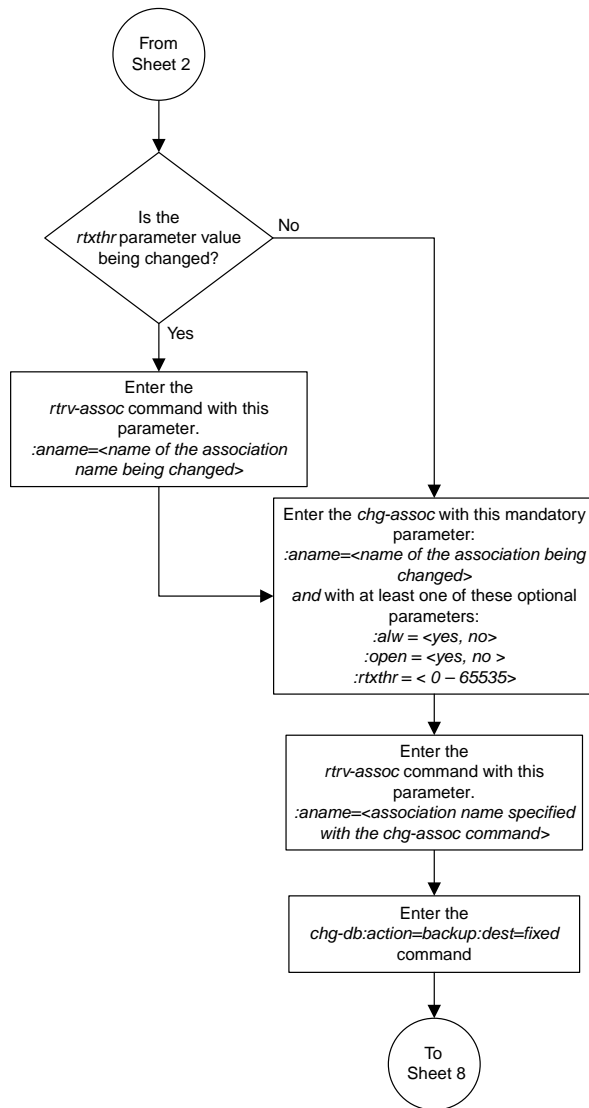 From
Sheet 2
Is the
rtxthr parameter value
being changed?
No
Yes
Enter the
rtrv-assoc command with this
parameter.
:aname=<name of the association
name being changed>
Enter the chg-assoc with this mandatory
parameter:
:aname=<name of the association being
changed>
and with at least one of these optional
parameters:
:alw = <yes, no>
:open = <yes, no >
:rtxthr = < 0 – 65535>
Enter the
rtrv-assoc command with this
parameter.
:aname=<association name specified
with the chg-assoc command>
Enter the
chg-db:action=backup:dest=fixed
command
To
Sheet 8